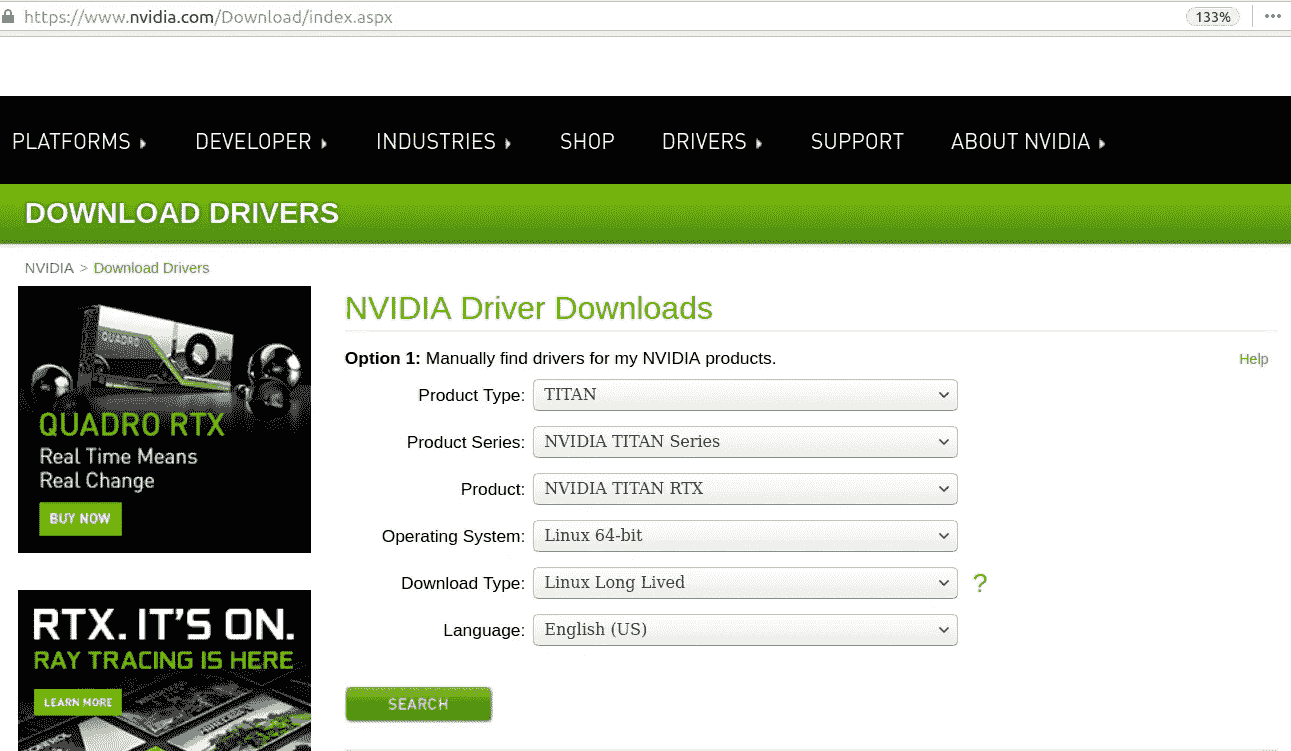 https://www.nvidia.com/Download/index.aspx 133%
PLATFORMS DEVELOPER INDUSTRIES SHOP DRIVERS SUPPORT ABOUT NVIDIA
DOWNLOAD DRIVERS
NVIDIA > Download Drivers
QUADRO
QUADRO RTX
Real Time Means
Real Change
BUY NOW
RTX. IT'S ON.
RAY TRACING IS HERE
LEARN MORE
NVIDIA Driver Downloads
Option 1: Manually find drivers for my NVIDIA products. Help
Product Type: TITAN
Product Series: NVIDIA TITAN Series
Product: NVIDIA TITAN RTX
Operating System: Linux 64-bit
Download Type: Linux Long Lived ?
Language: English (US)
SEARCH